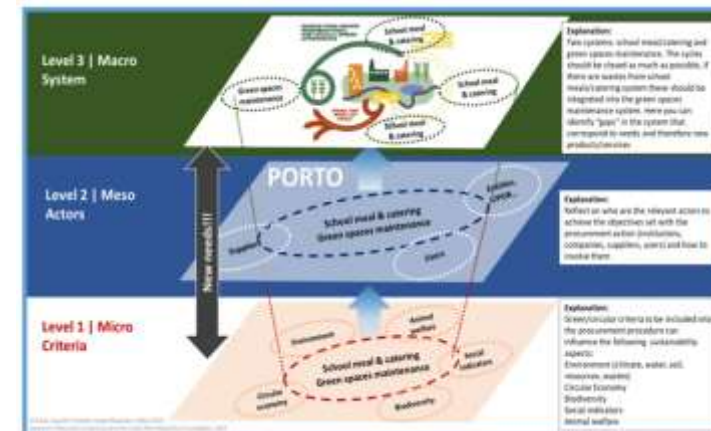 Level 3 | Macro
System
School meal
& catering
Green spaces
maintenance
School meal
& catering
School meal
& catering
Explanation:
Two systems: school meal/catering and
green spaces maintenance. The cycles
should be closed as much as possible, if
there are wastes from school
meals/catering system there should be
integrated into the green spaces
maintenance system. Here you can
identify "gaps" in the system that
correspond to needs and therefore new
products/services
New needs!!!
Level 2 | Meso
Actors
PORTO
School meal & catering
Green spaces maintenance
Suppliers
Users
Explanation:
Reflect on who are the relevant actors to
achieve the objectives set with the
procurement action (institutions,
companies, suppliers, users) and how to
involve them
Level 1 | Micro
Criteria
Environment
Animal
welfare
School meal & catering
Green spaces maintenance
Social
indicators
Circular
economy
Biodiversity
Explanation:
Green/circular criteria to be included into
the procurement procedure can
influence the following sustainability
aspects:
Environment (climate, water, soil,
resources, wastes)
Circular Economy
Biodiversity
Social indicators
Animal welfare